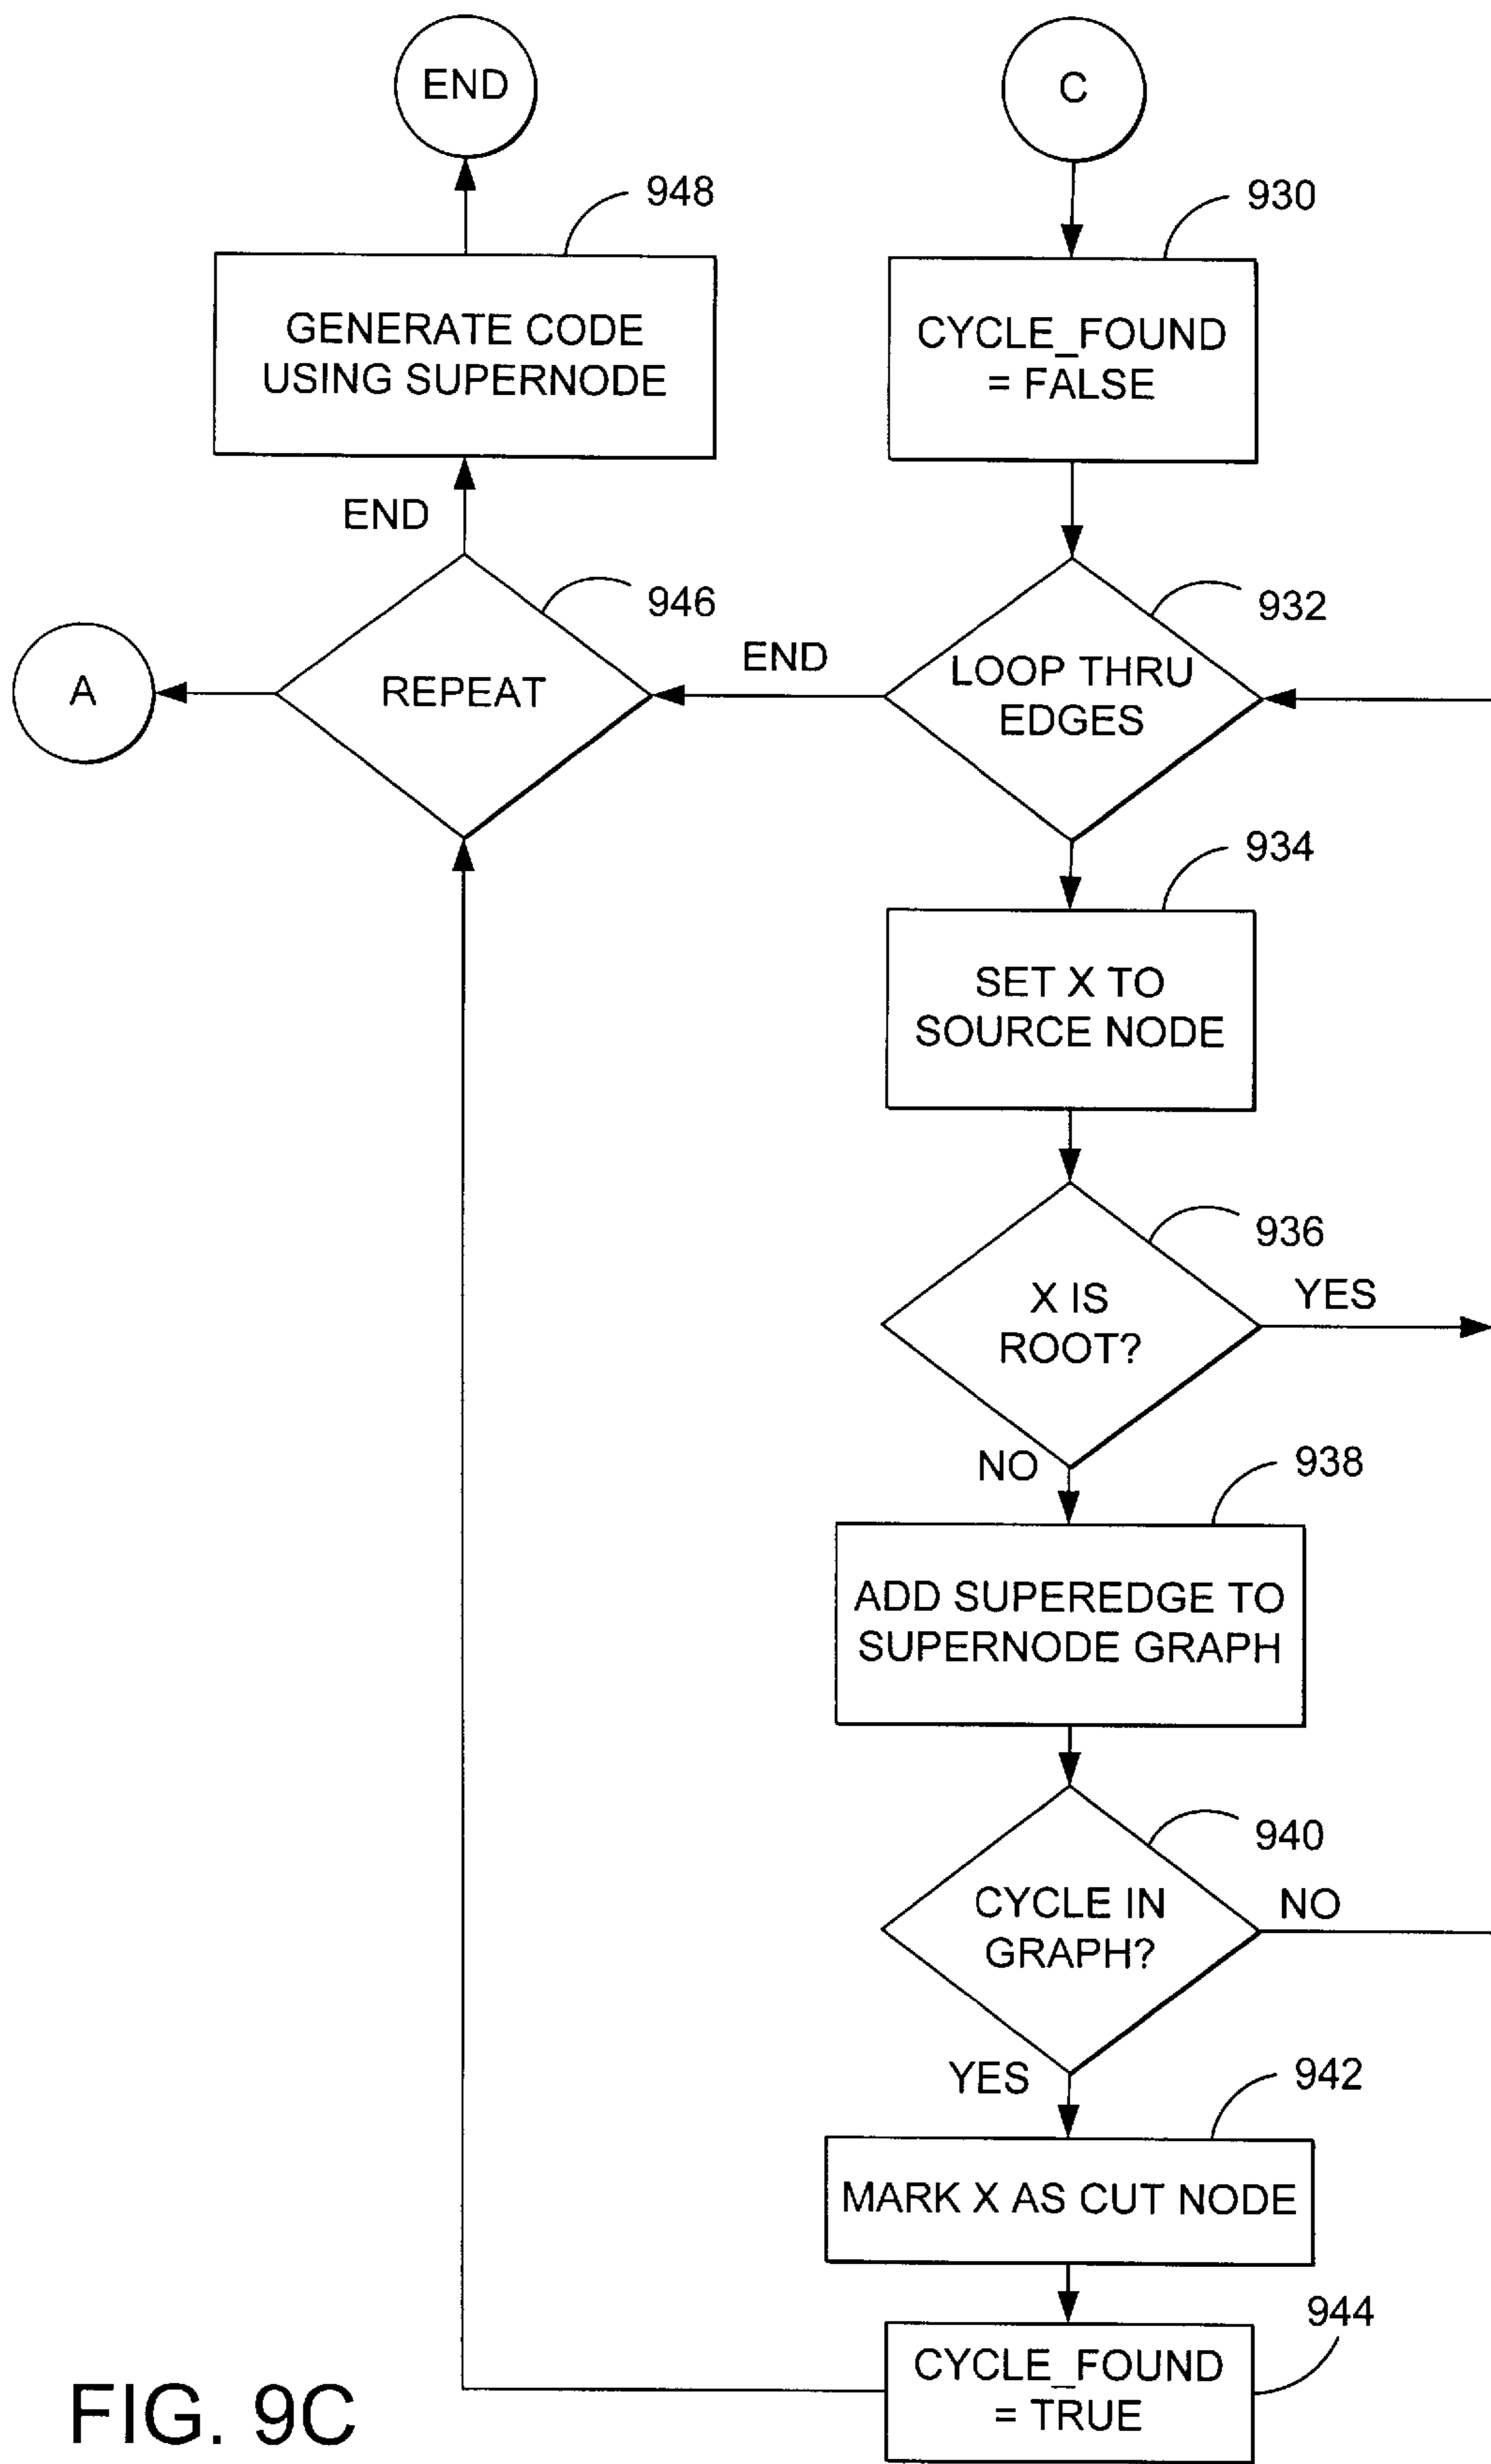 END
C
948
930
GENERATE CODE
USING SUPERNODE
CYCLE_FOUND
= FALSE
END
946
932
A
REPEAT
END
LOOP THRU
EDGES
934
SET X TO
SOURCE NODE
936
X IS
ROOT?
YES
NO
938
ADD SUPEREDGE TO
SUPERNODE GRAPH
940
CYCLE IN
GRAPH?
NO
YES
942
MARK X AS CUT NODE
944
CYCLE_FOUND
= TRUE
FIG. 9C